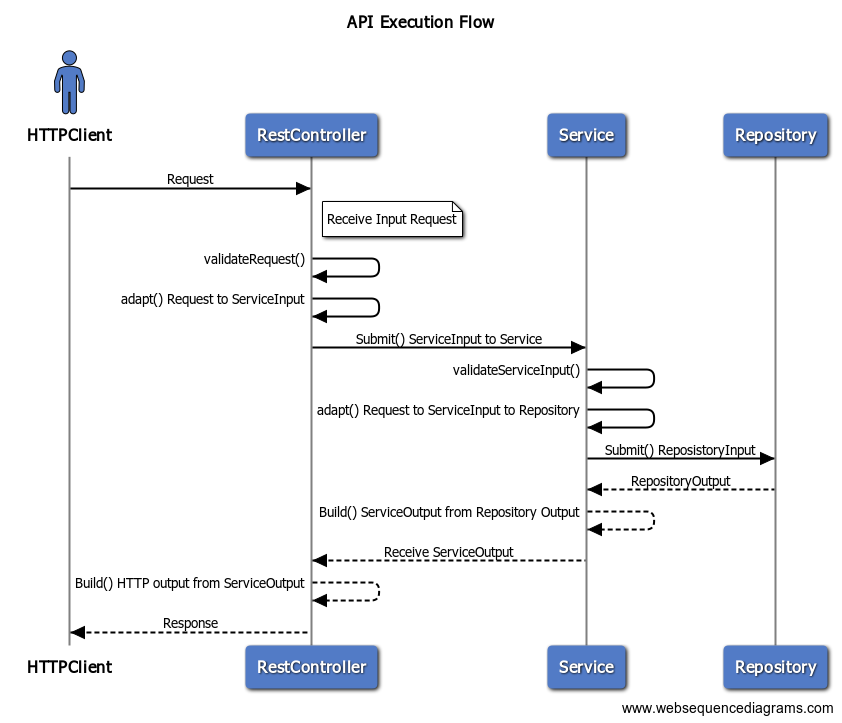 API Execution Flow
HTTPClient
RestController
Service
Repository
Request
Receive Input Request
validateRequest()
adapt() Request to ServiceInput
Submit() ServiceInput to Service
validateServiceInput()
adapt() Request to ServiceInput to Repository
Submit() ReposistoryInput
RepositoryOutput
Build() ServiceOutput from Repository Output
Receive ServiceOutput
Build() HTTP output from ServiceOutput
Response
HTTPClient
RestController
Service
Repository
www.websequencediagrams.com